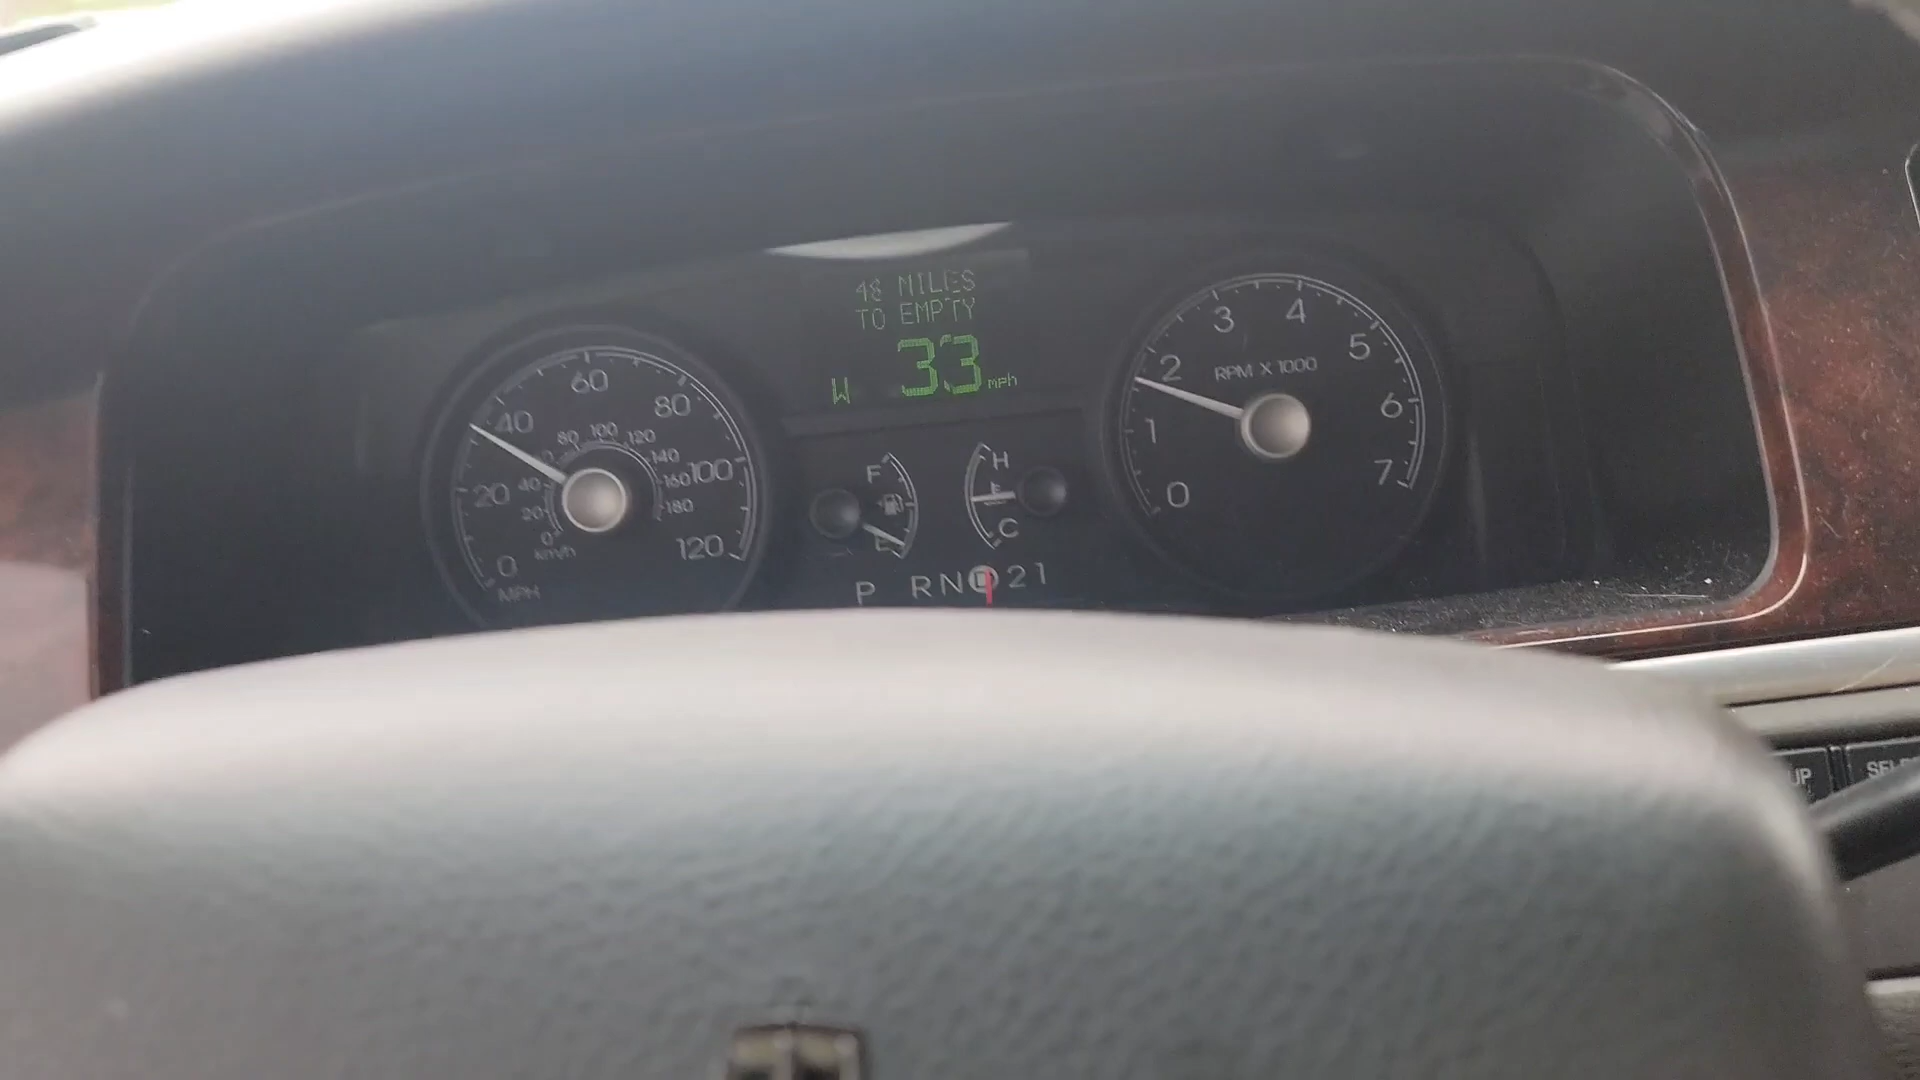 48 MILES
TO EMPTY
W 33 mph
0 20 40 60 80 100 120
MPH
0 20 40 80 100 120 140 160 180
km/h
F
E
H
C
P R N D 2 1
0 1 2 3 4 5 6 7
RPM X 1000
UP